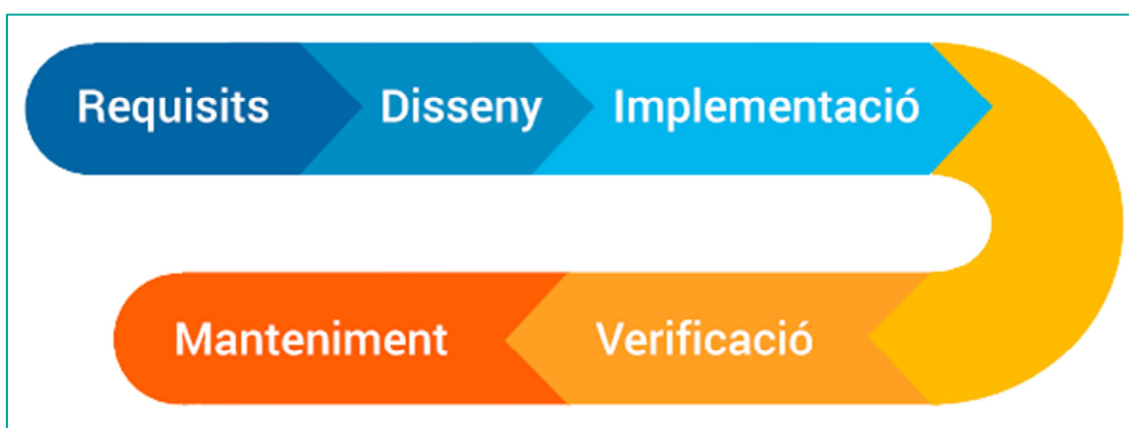 Requisits
Disseny
Implementació
Verificació
Manteniment